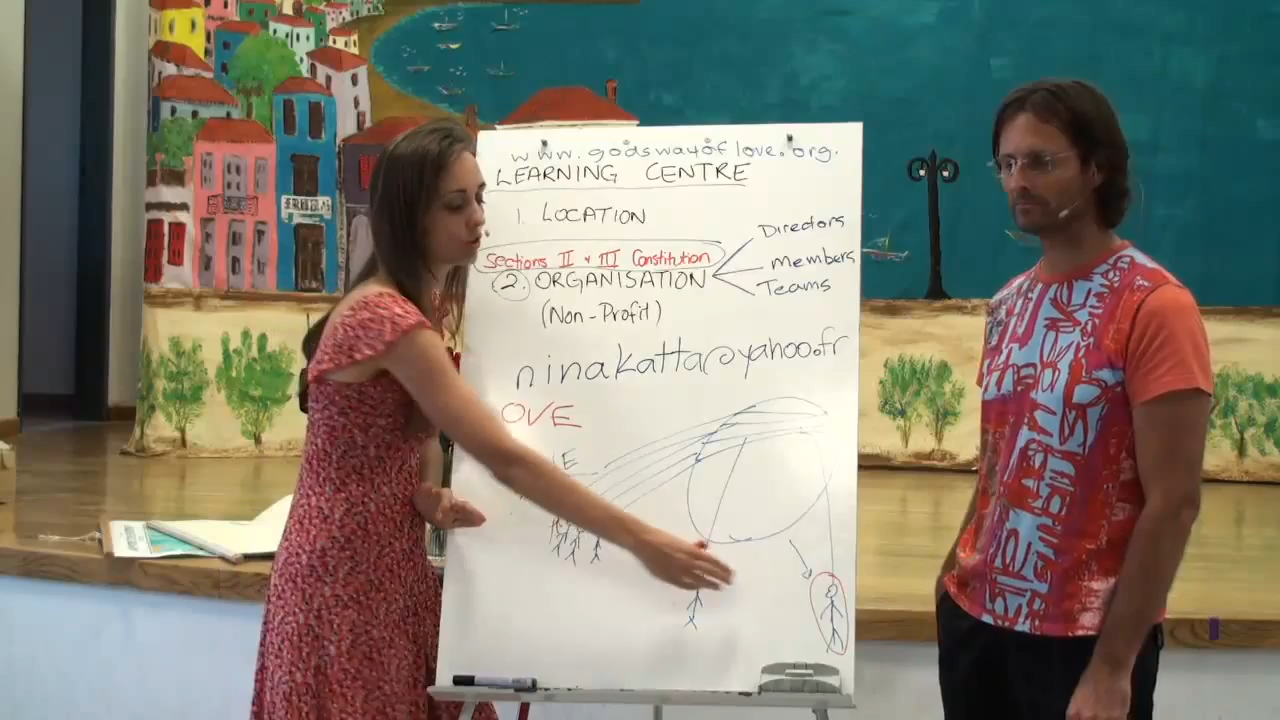 www.godswayoflove.org.
LEARNING CENTRE
1. LOCATION
Sections II & III Constitution
2. ORGANISATION
Directors
members
Teams
(Non-Profit)
ninakatta@yahoo.fr
OVE